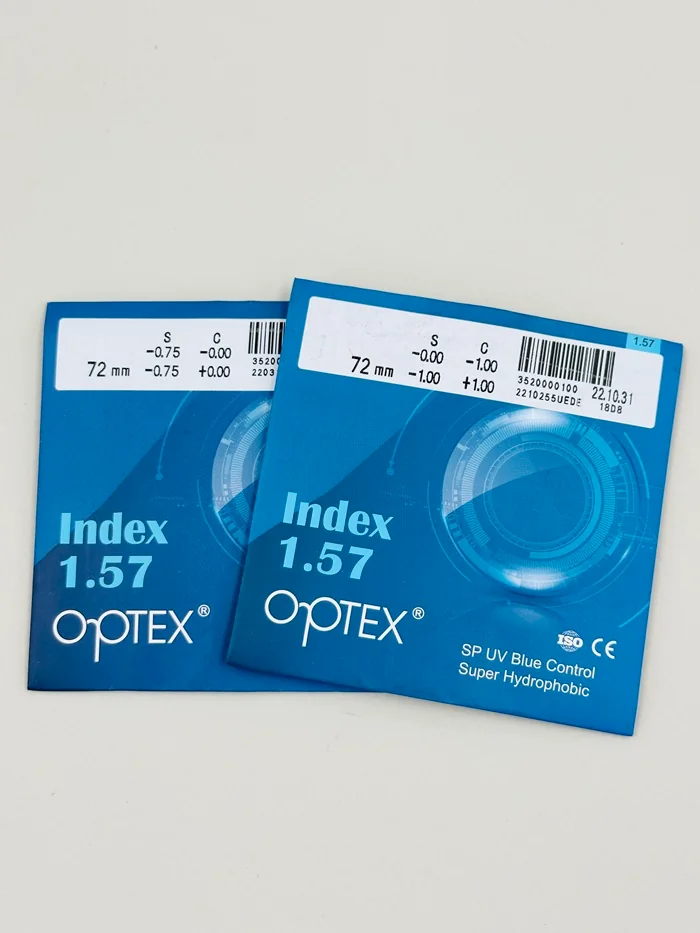 S C
-0.75 -0.00
72 mm -0.75 +0.00
3520
2203
Index
1.57
OPTEX®
1.57
S C
-0.00 -1.00
72 mm -1.00 +1.00
3520000100 22.10.31
2210255UEDE 18D8
Index
1.57
OPTEX®
ISO CE
SP UV Blue Control
Super Hydrophobic